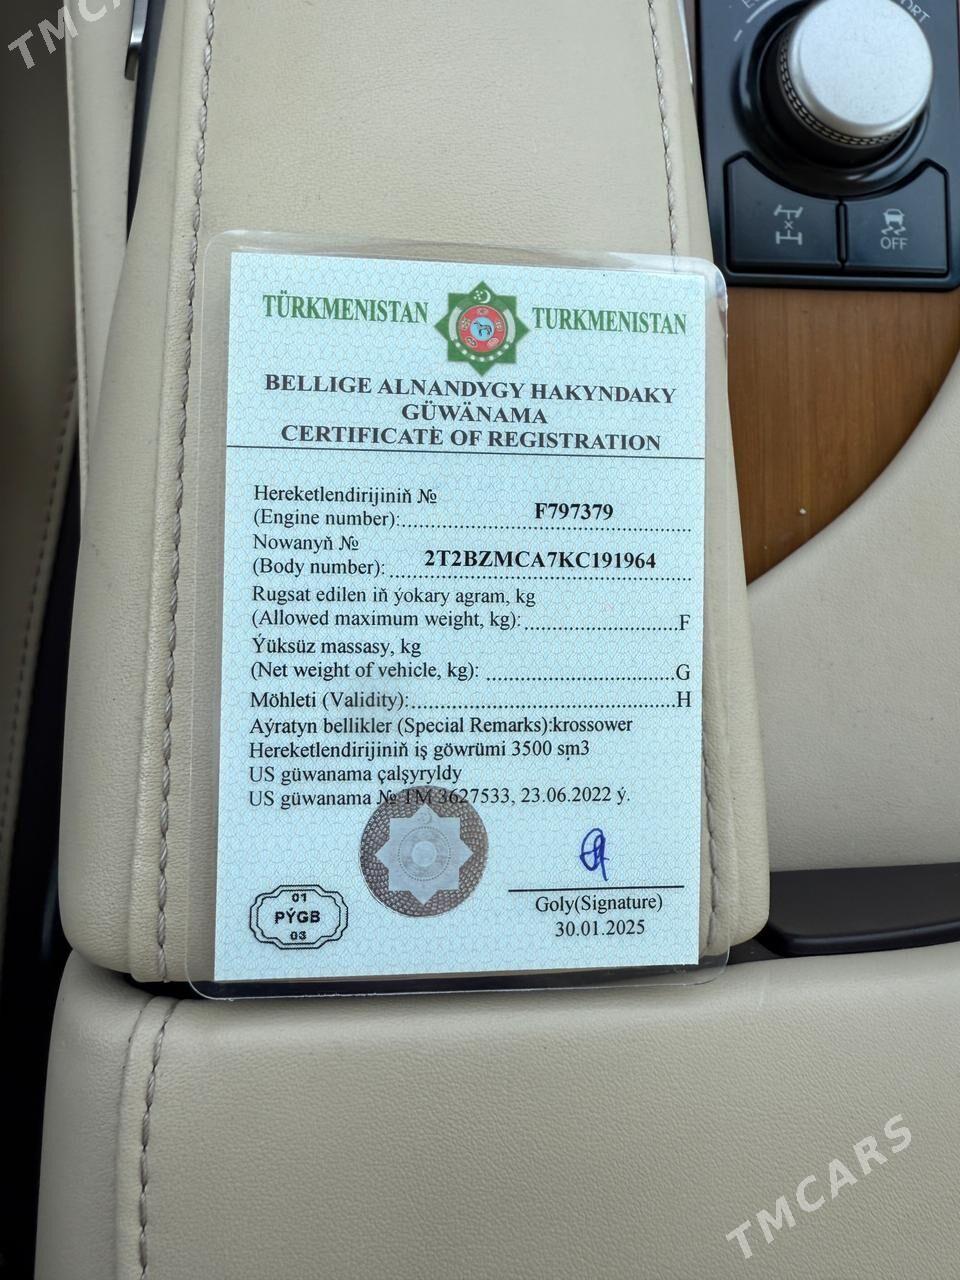 TMCARS
TÜRKMENISTAN TURKMENISTAN
BELLIGE ALNANDYGY HAKYNDAKY
GÜWÄNAMA
CERTIFICATE OF REGISTRATION
Hereketlendirijiniň №
(Engine number): F797379
Nowanyň №
(Body number): 2T2BZMCA7KC191964
Rugsat edilen iň ýokary agram, kg
(Allowed maximum weight, kg): F
Ýüksüz massasy, kg
(Net weight of vehicle, kg): G
Möhleti (Validity): H
Aýratyn bellikler (Special Remarks):krossower
Hereketlendirijiniň iş göwrümi 3500 sm3
US güwanama çalşyryldy
US güwanama № TM 3627533, 23.06.2022 ý.
01
PÝGB
03
Goly(Signature)
30.01.2025
OFF
TMCARS